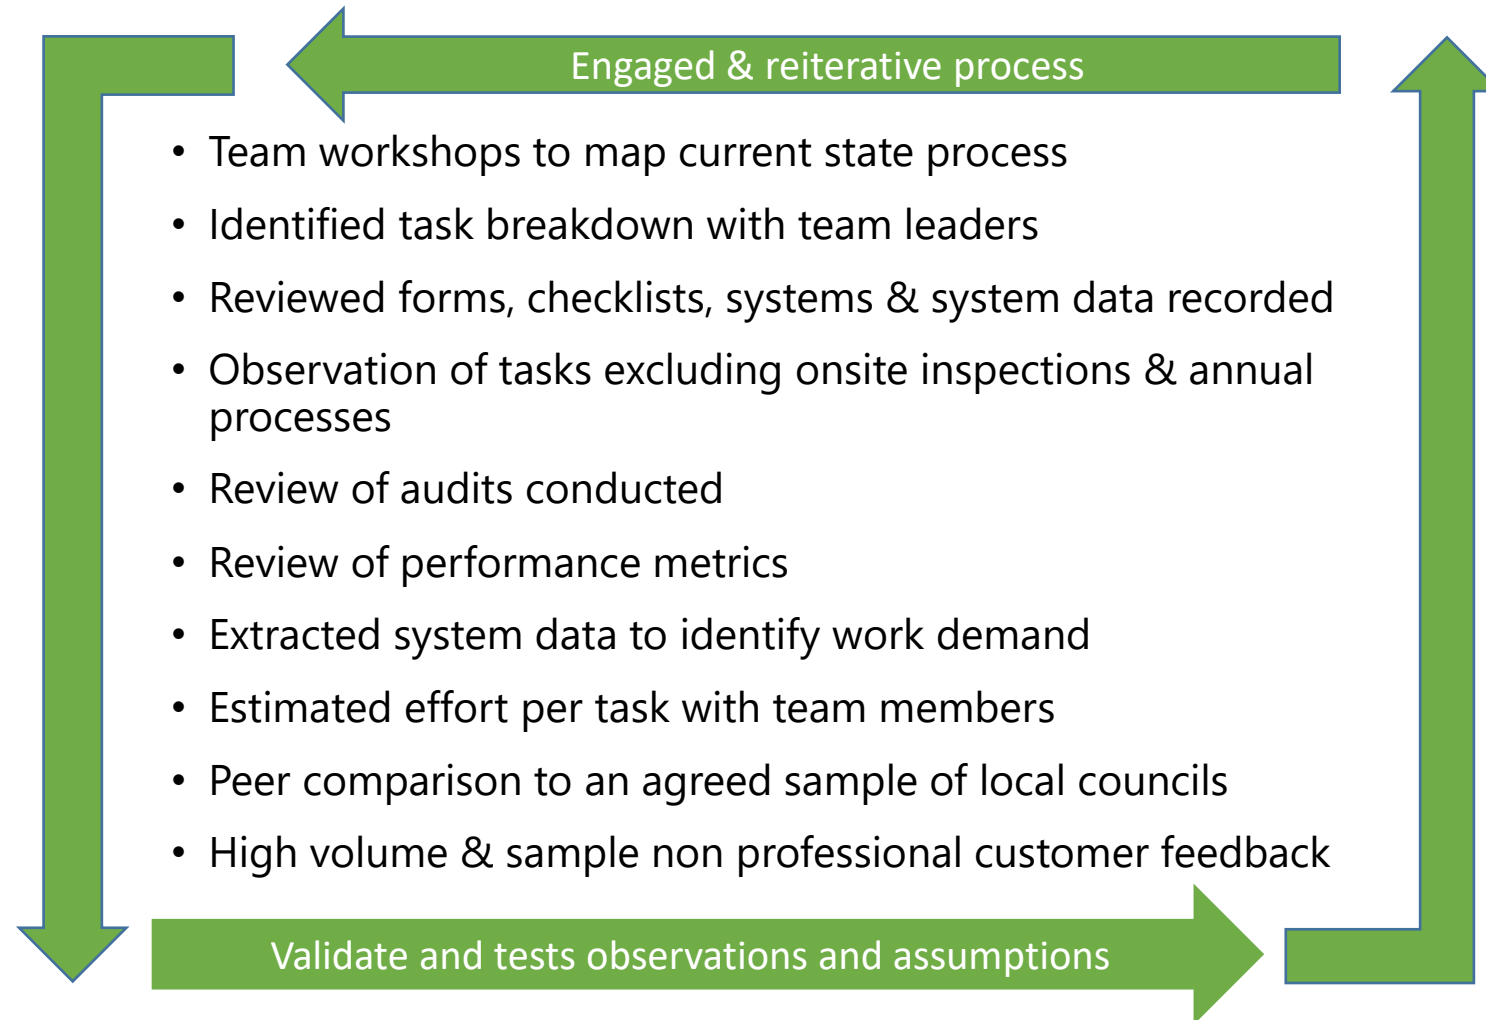 Engaged & reiterative process
• Team workshops to map current state process
• Identified task breakdown with team leaders
• Reviewed forms, checklists, systems & system data recorded
• Observation of tasks excluding onsite inspections & annual
processes
• Review of audits conducted
• Review of performance metrics
• Extracted system data to identify work demand
• Estimated effort per task with team members
• Peer comparison to an agreed sample of local councils
• High volume & sample non professional customer feedback
Validate and tests observations and assumptions